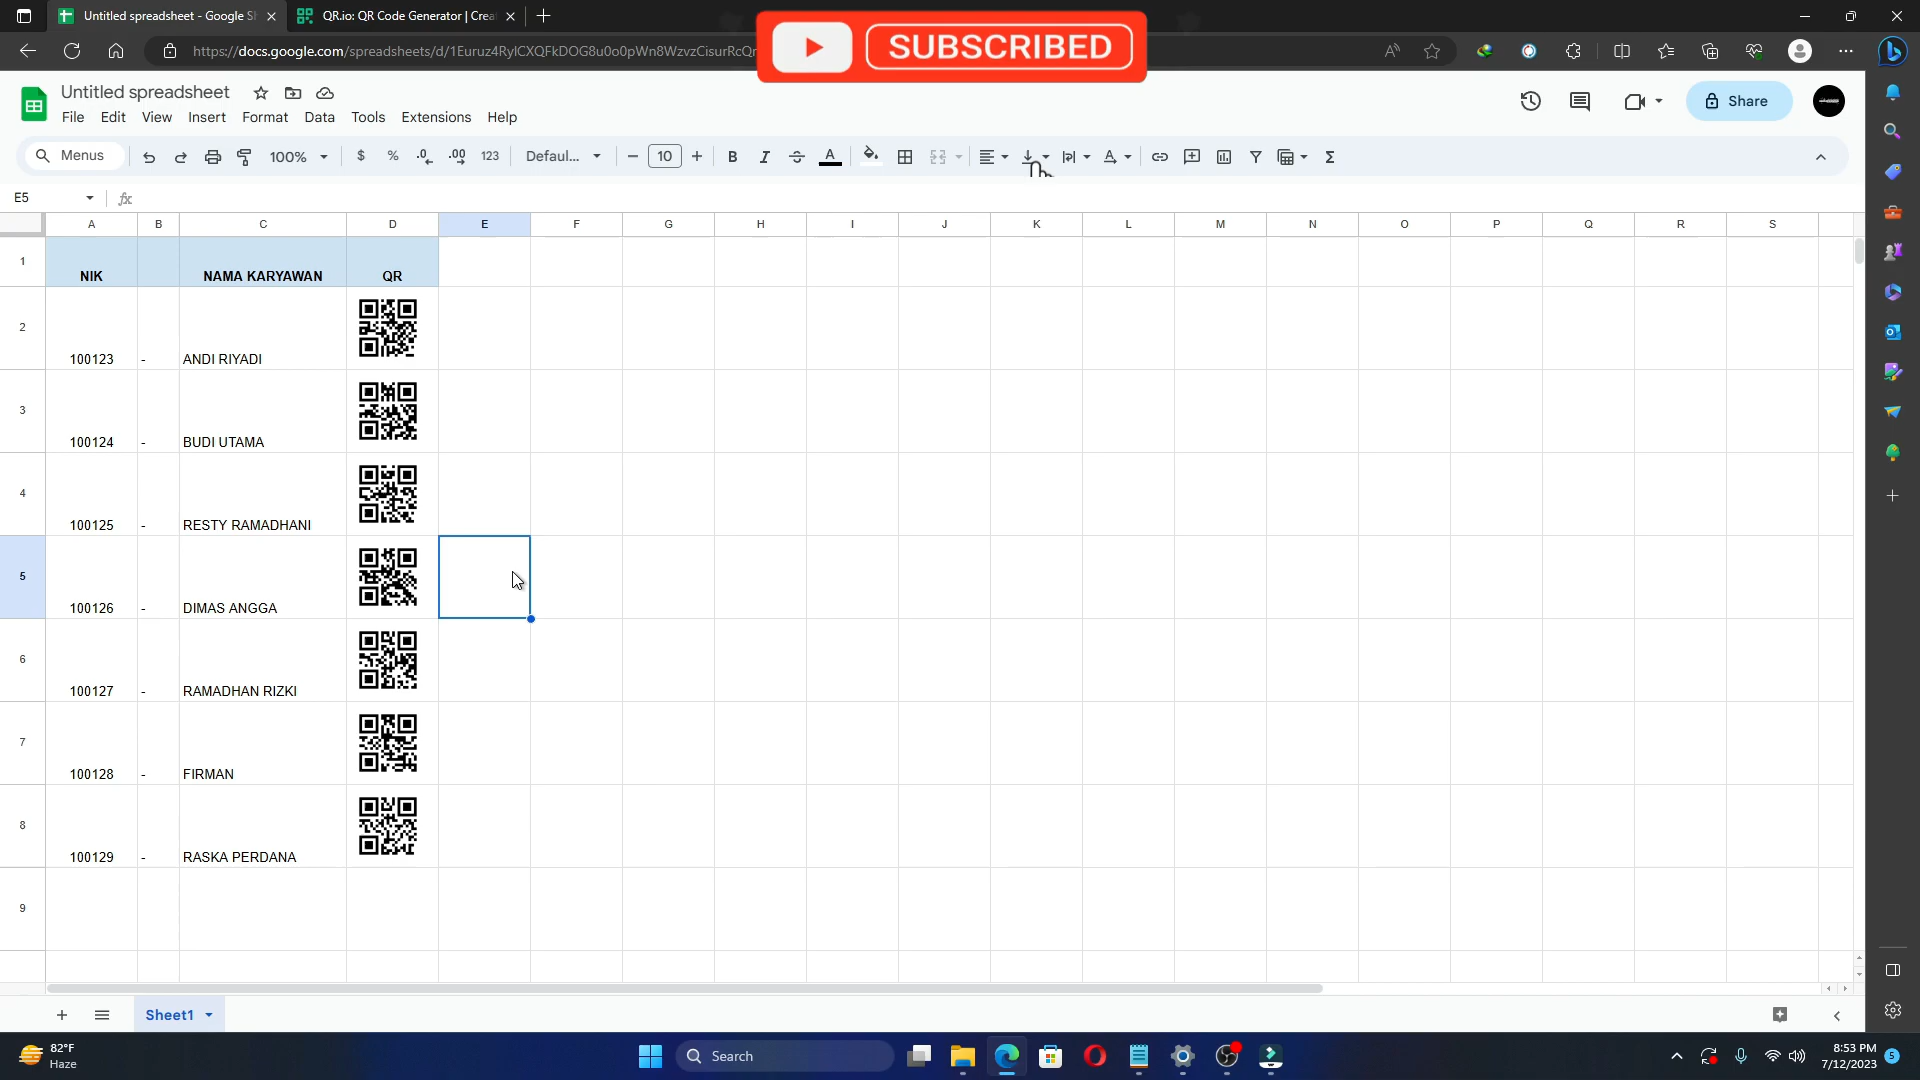 Untitled spreadsheet - Google S
QR.io: QR Code Generator | Crea
SUBSCRIBED
https://docs.google.com/spreadsheets/d/1Euruz4RylCXQFkDOG8u0o0pWn8WzvzCisurRcQr
Untitled spreadsheet
File Edit View Insert Format Data Tools Extensions Help
Share
Menus 100% $ % .0 .00 123 Defaul... 10 B I A
E5 fx
A B C D E F G H I J K L M N O P Q R S
1 NIK NAMA KARYAWAN QR
2 100123 - ANDI RIYADI
3 100124 - BUDI UTAMA
4 100125 - RESTY RAMADHANI
5 100126 - DIMAS ANGGA
6 100127 - RAMADHAN RIZKI
7 100128 - FIRMAN
8 100129 - RASKA PERDANA
9
Sheet1
82°F
Haze
Search
8:53 PM
7/12/2023
5